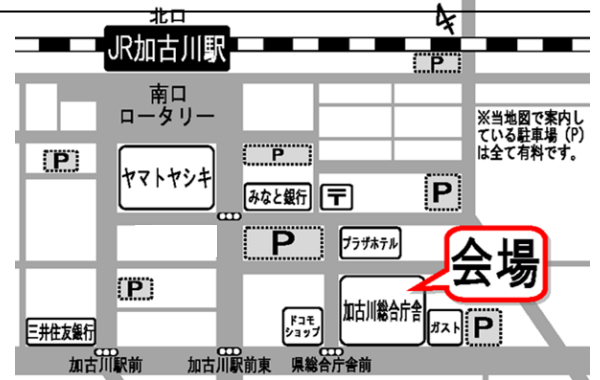 北口
JR加古川駅
P
南口
ロータリー
※当地図で案内し
ている駐車場（P）
は全て有料です。
P
ヤマトヤシキ
P
みなと銀行
〒
P
P
プラザホテル
会場
P
加古川総合庁舎
三井住友銀行
ドコモ
ショップ
ガスト
P
加古川駅前
加古川駅前東
県総合庁舎前